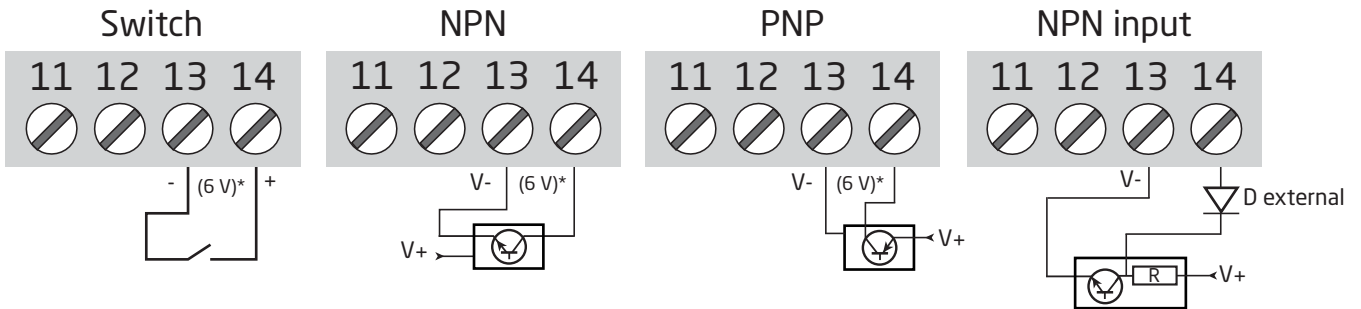 Switch
11 12 13 14
- (6 V)* +
NPN
11 12 13 14
V- (6 V)*
V+
PNP
11 12 13 14
V- (6 V)*
V+
NPN input
11 12 13 14
V-
D external
R V+